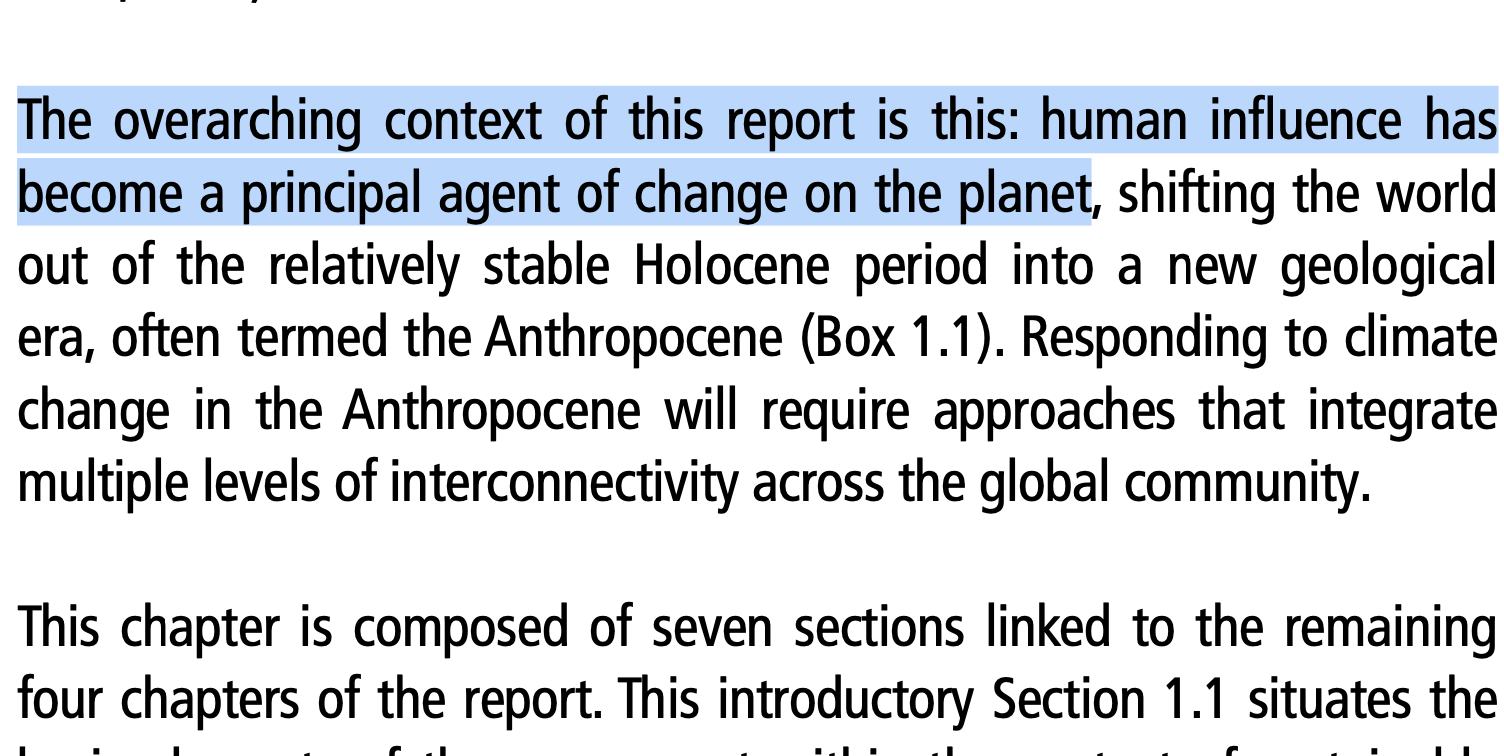 The overarching context of this report is this: human influence has
become a principal agent of change on the planet, shifting the world
out of the relatively stable Holocene period into a new geological
era, often termed the Anthropocene (Box 1.1). Responding to climate
change in the Anthropocene will require approaches that integrate
multiple levels of interconnectivity across the global community.
This chapter is composed of seven sections linked to the remaining
four chapters of the report. This introductory Section 1.1 situates the